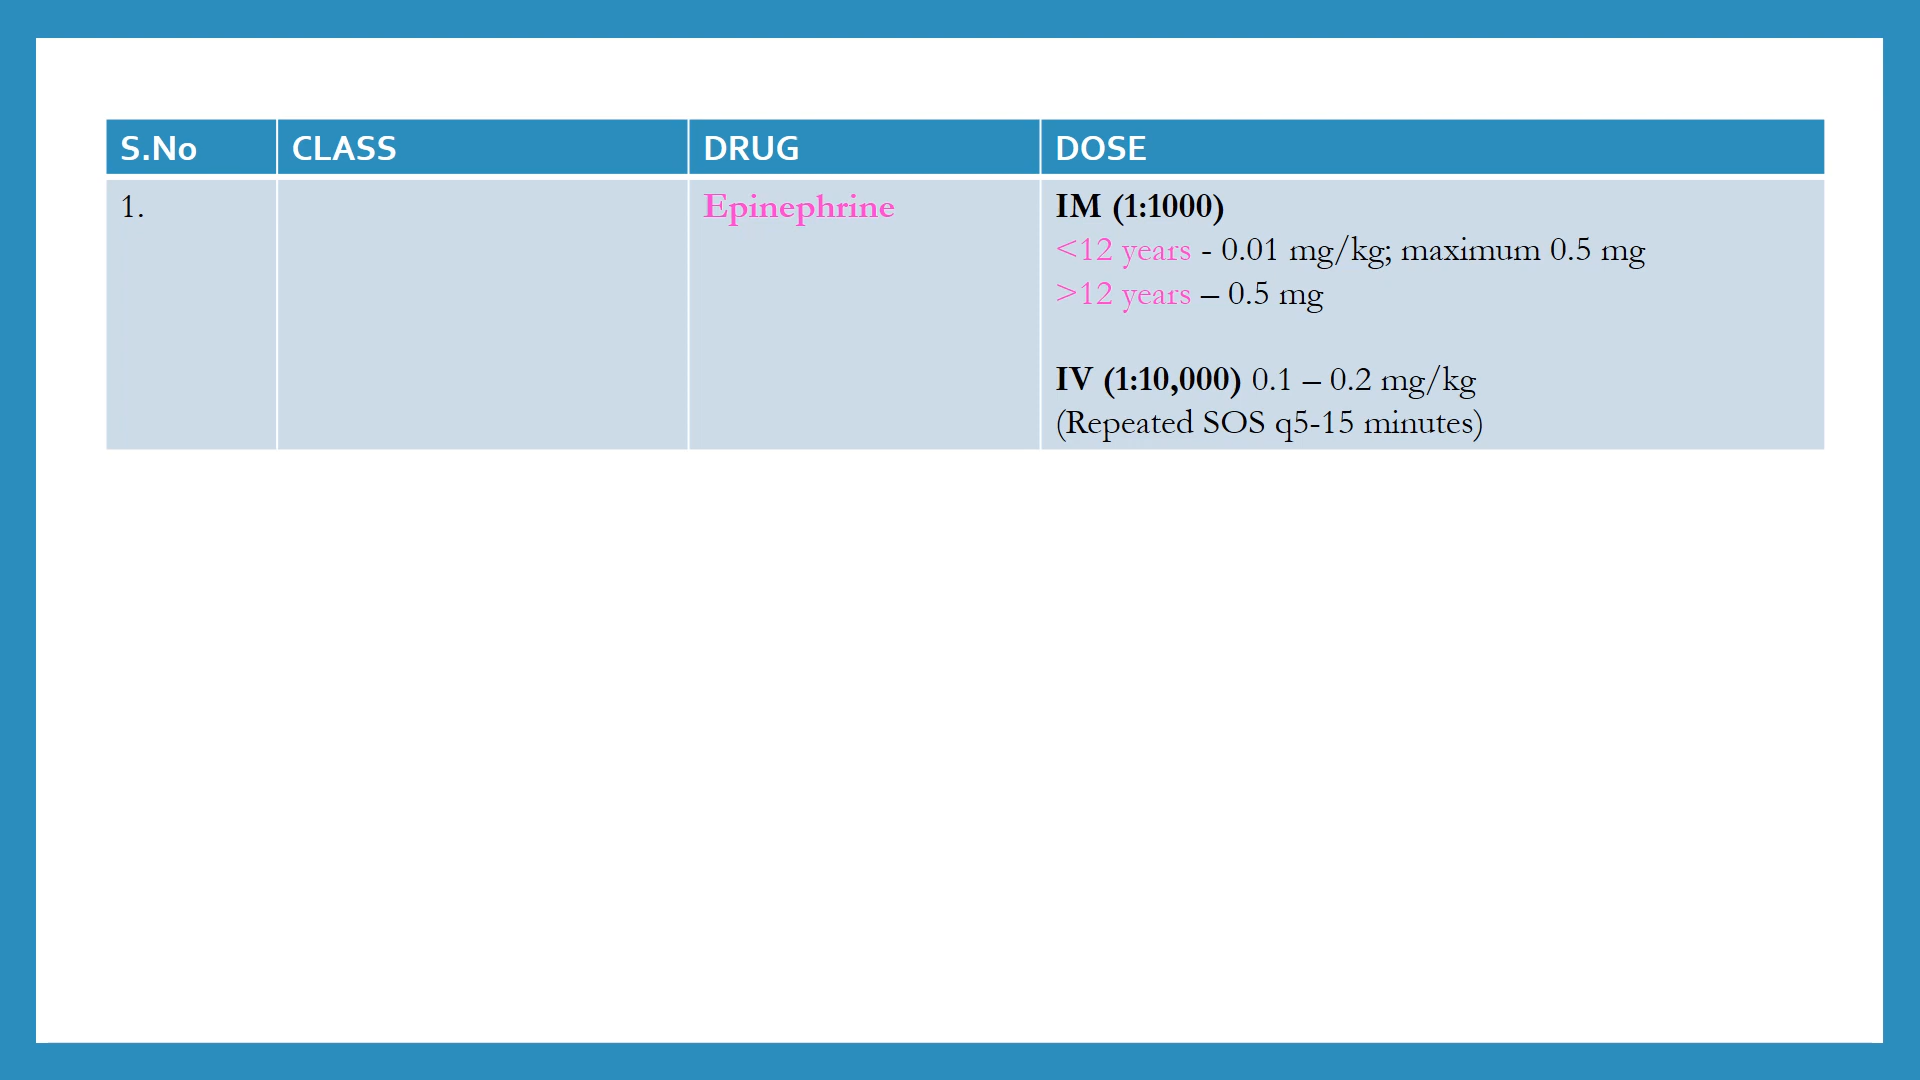 S.No CLASS DRUG DOSE
1. Epinephrine IM (1:1000)
<12 years - 0.01 mg/kg; maximum 0.5 mg
>12 years – 0.5 mg
IV (1:10,000) 0.1 – 0.2 mg/kg
(Repeated SOS q5-15 minutes)